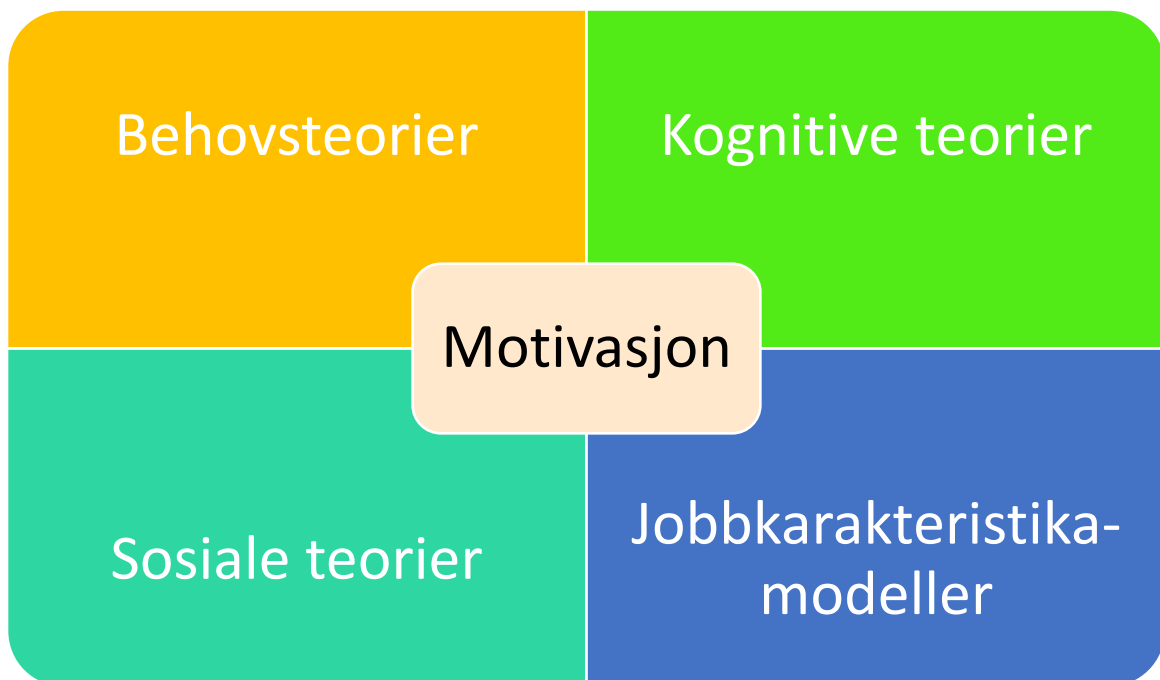 Behovsteorier
Kognitive teorier
Motivasjon
Sosiale teorier
Jobbkarakteristika-
modeller